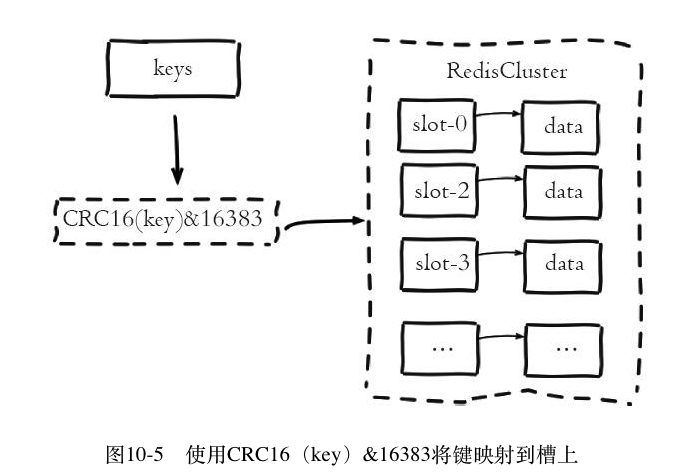 keys
RedisCluster
slot-0
data
slot-2
data
CRC16(key)&16383
slot-3
data
...
...
图10-5 使用CRC16（key）&16383将键映射到槽上